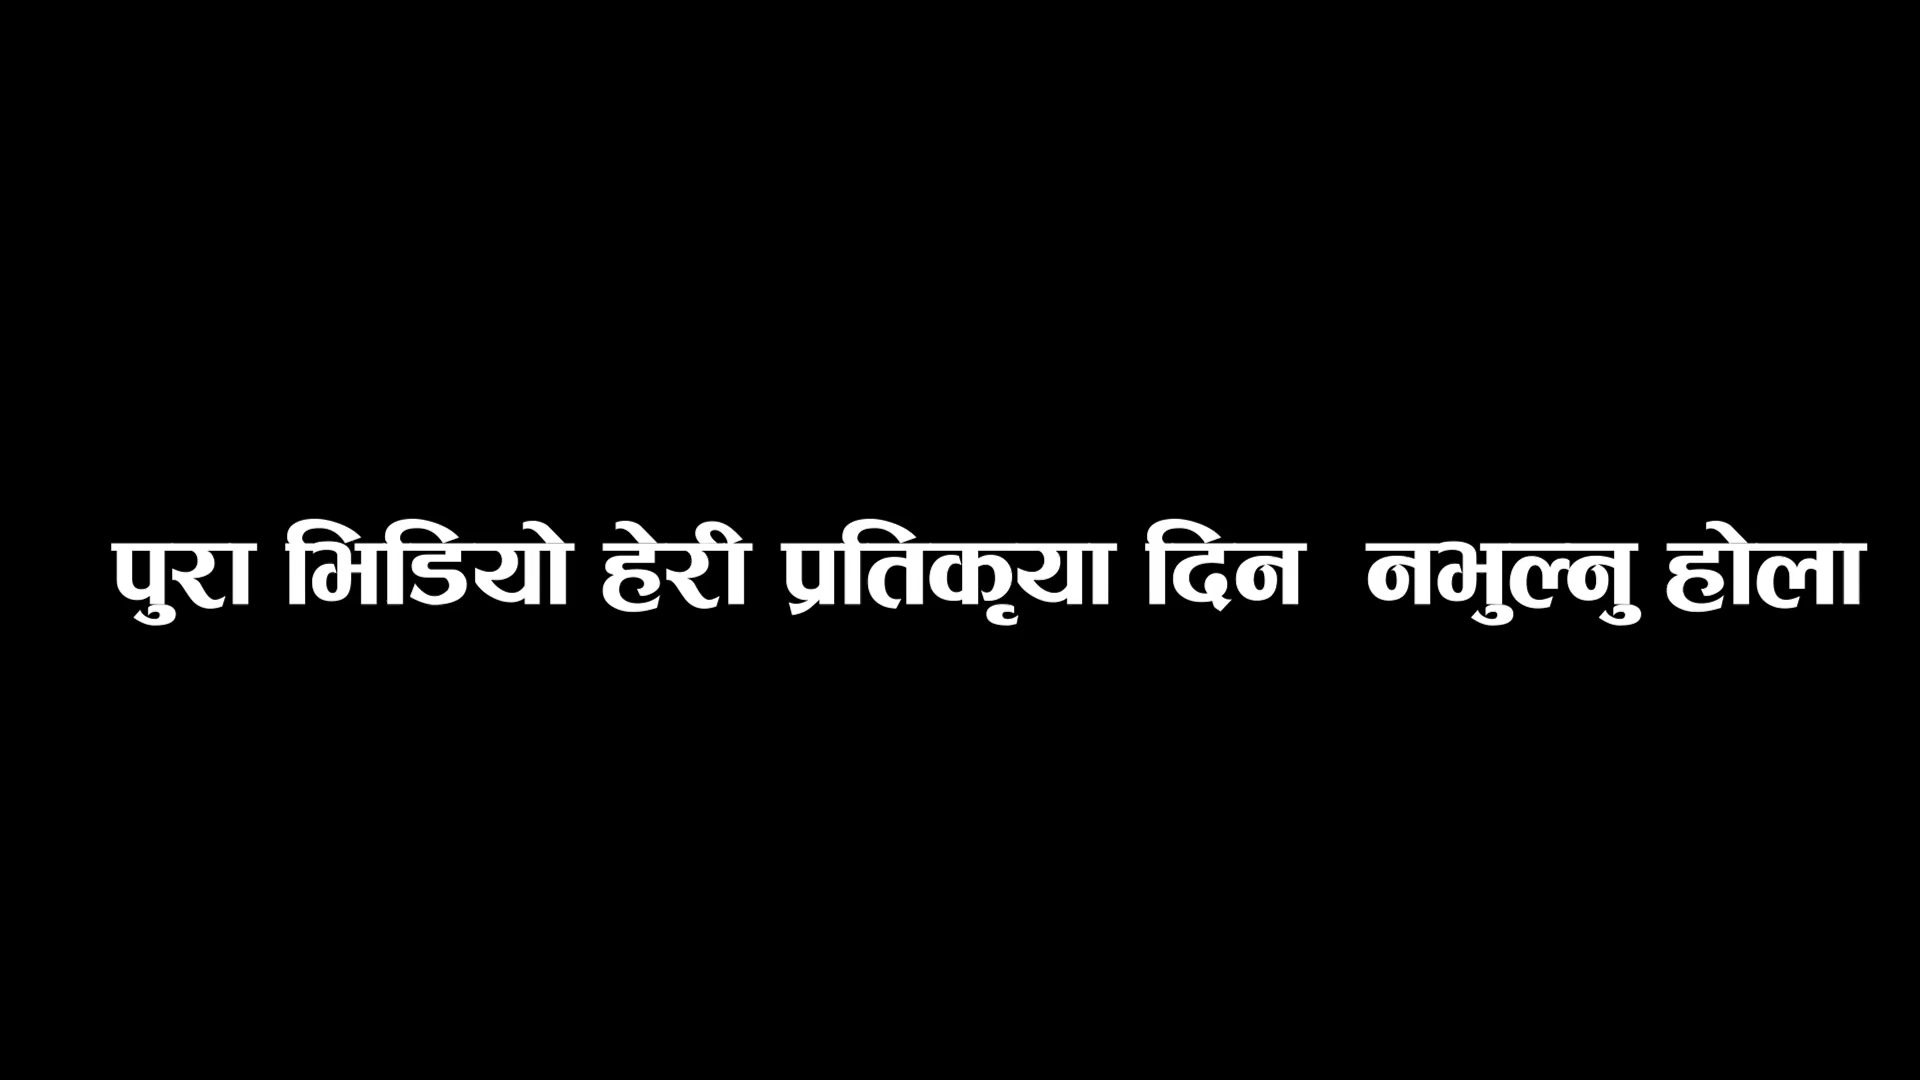 पुरा भिडियो हेरी प्रतिकृया दिन नभुल्नु होला